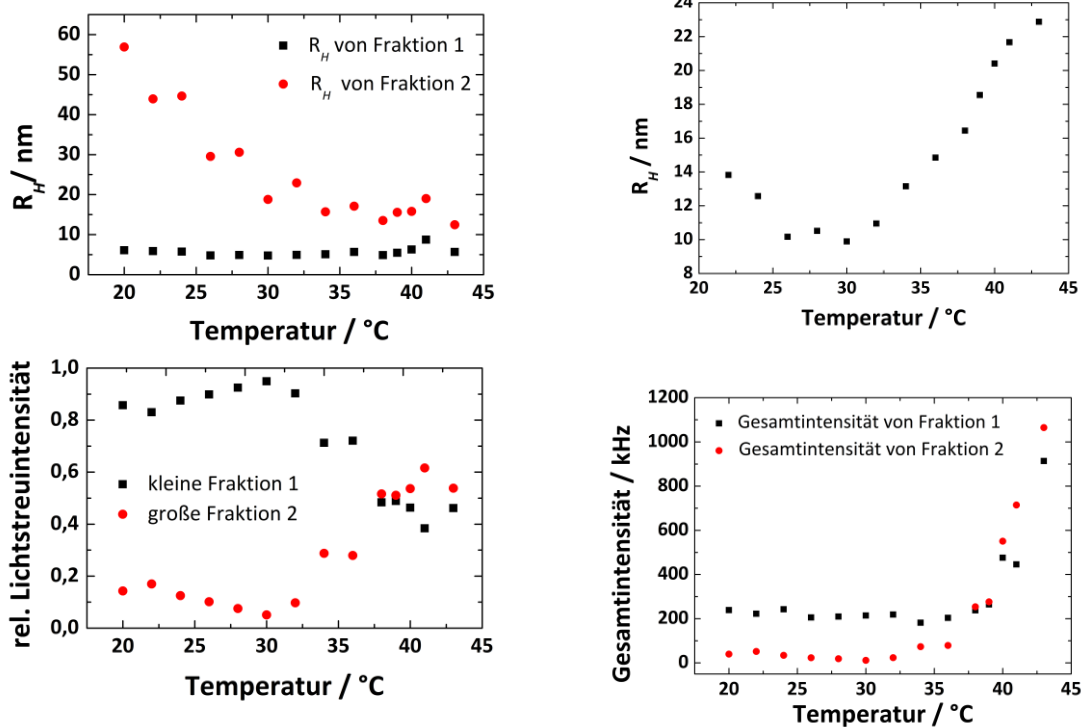 60
50
40
30
20
10
0
R_H / nm
R_H von Fraktion 1
R_H von Fraktion 2
20 25 30 35 40 45
Temperatur / °C
24
22
20
18
16
14
12
10
8
R_H / nm
20 25 30 35 40 45
Temperatur / °C
1,0
0,8
0,6
0,4
0,2
0,0
rel. Lichtstreuintensität
kleine Fraktion 1
große Fraktion 2
20 25 30 35 40 45
Temperatur / °C
1200
1000
800
600
400
200
0
Gesamtintensität / kHz
Gesamtintensität von Fraktion 1
Gesamtintensität von Fraktion 2
20 25 30 35 40 45
Temperatur / °C